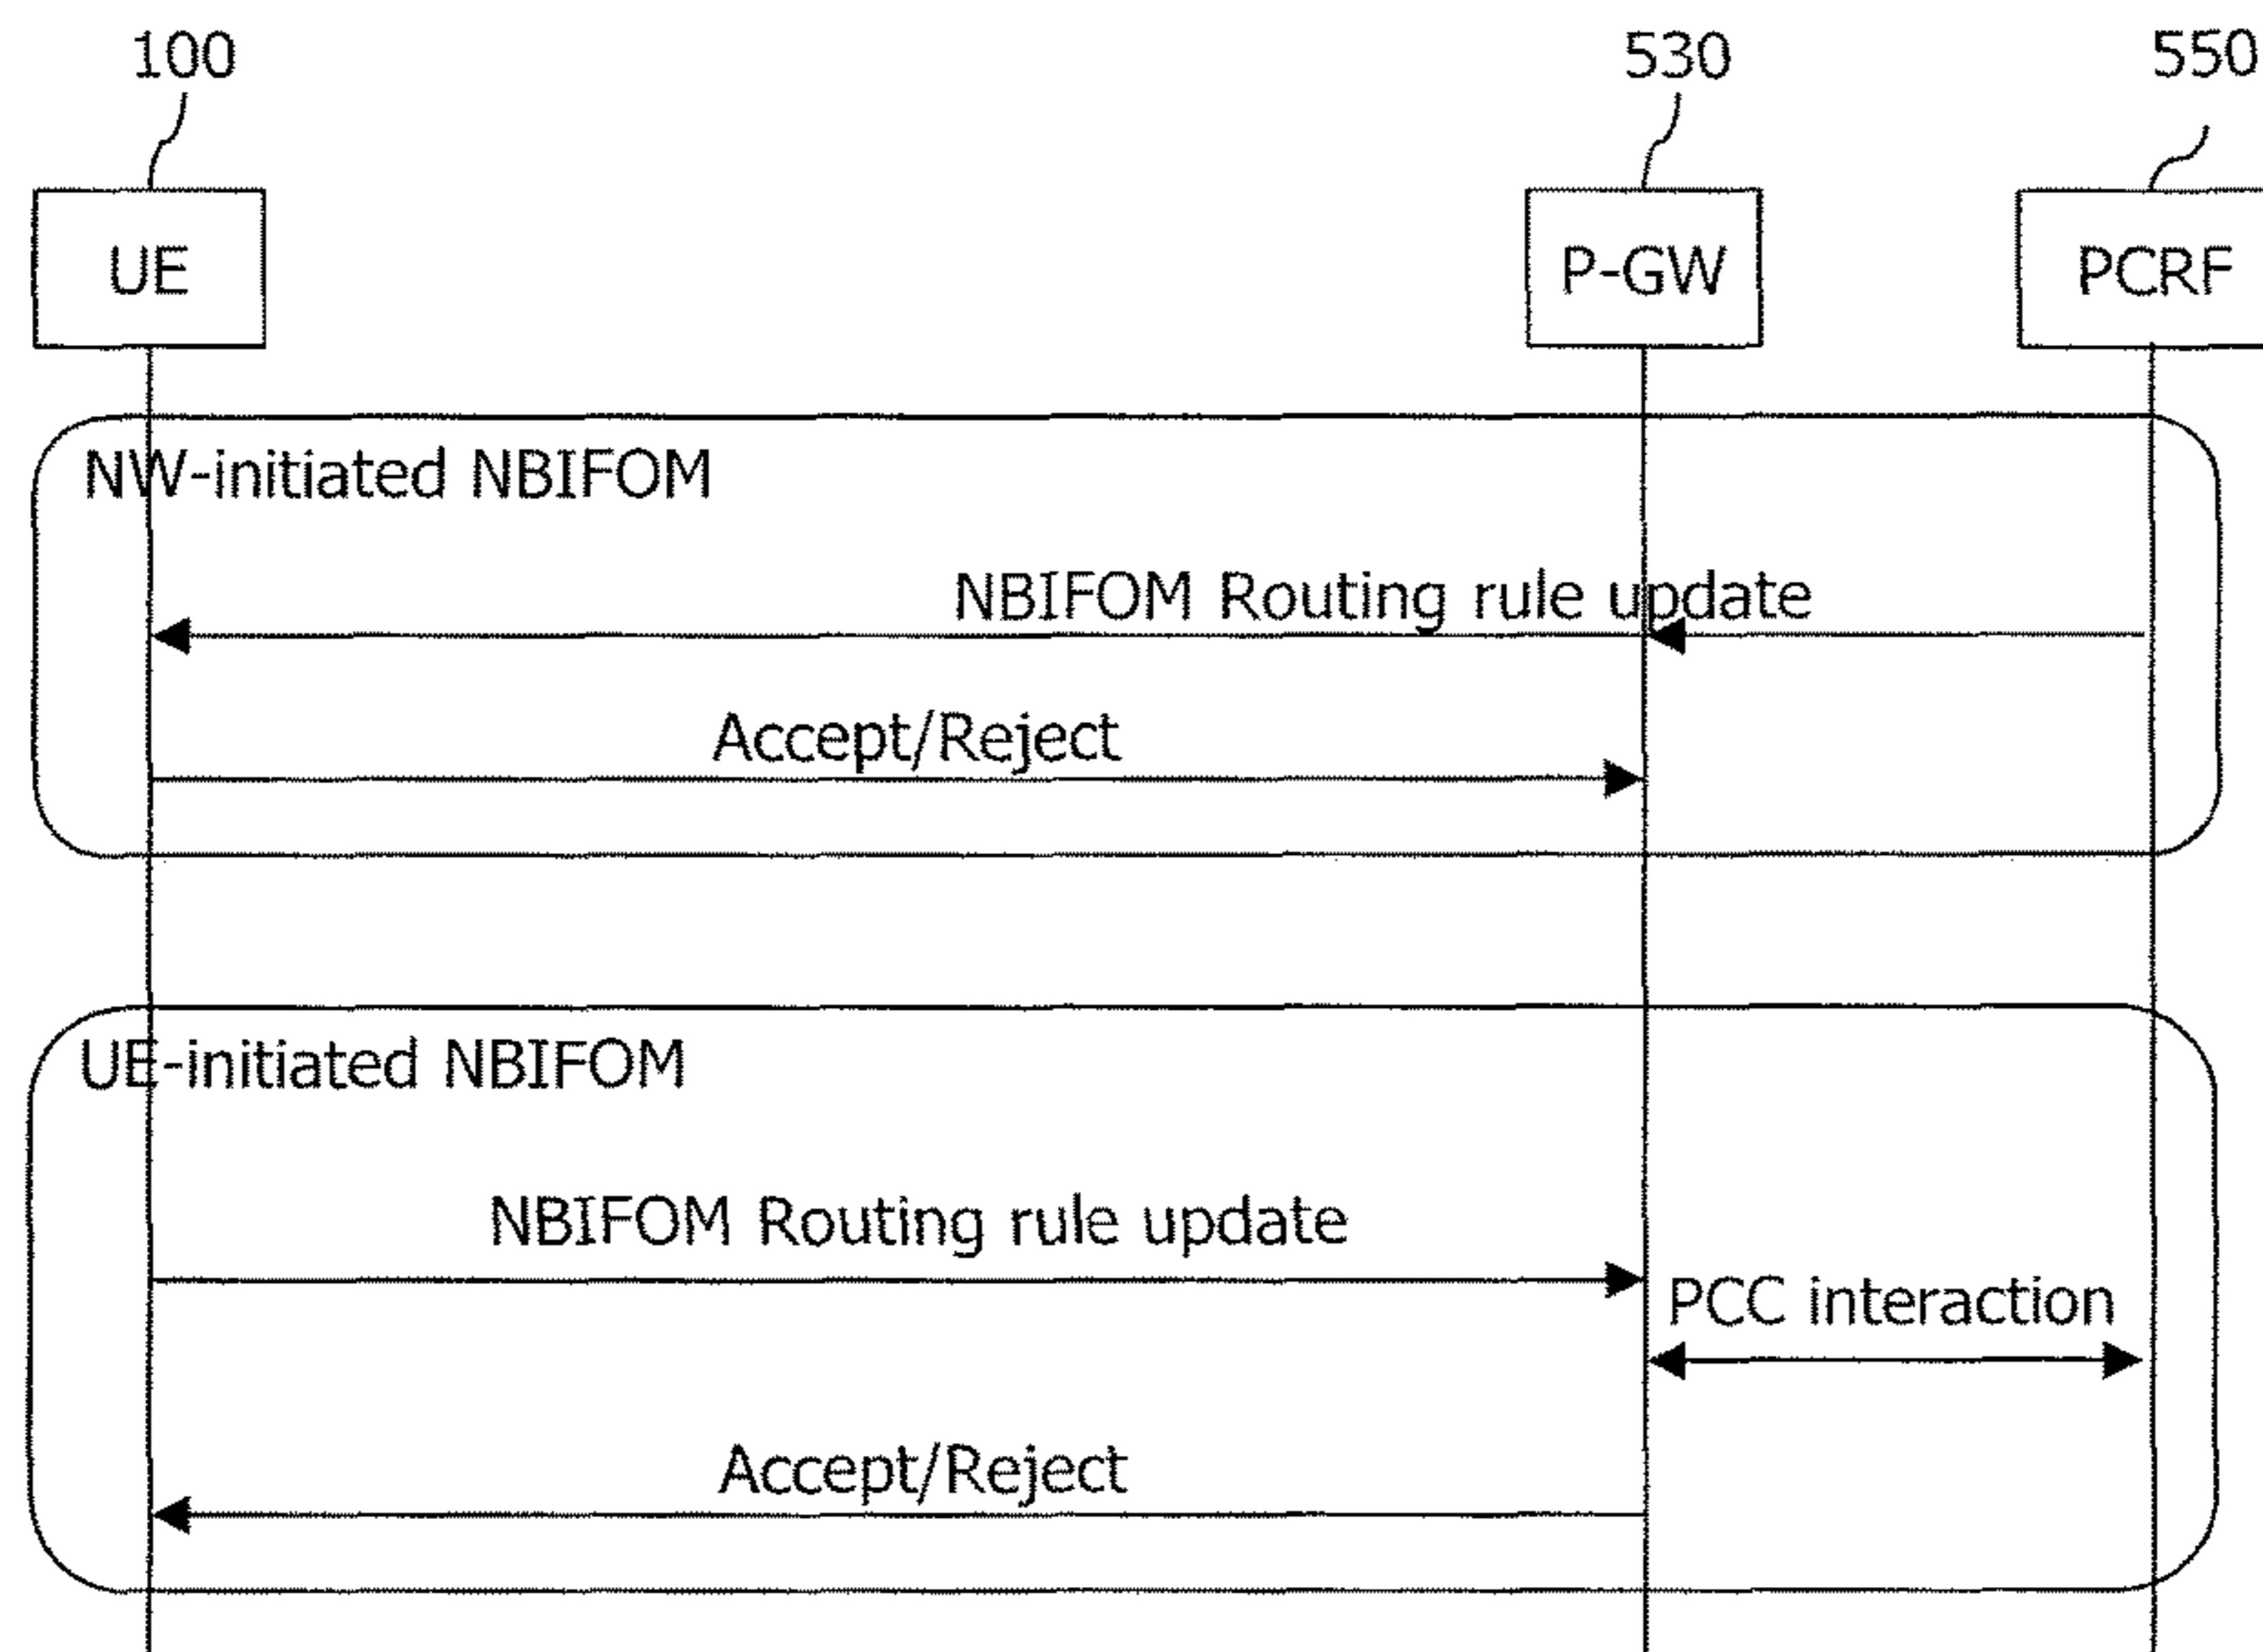 100
530
550
UE
P-GW
PCRF
NW-initiated NBIFOM
NBIFOM Routing rule update
Accept/Reject
UE-initiated NBIFOM
NBIFOM Routing rule update
PCC interaction
Accept/Reject